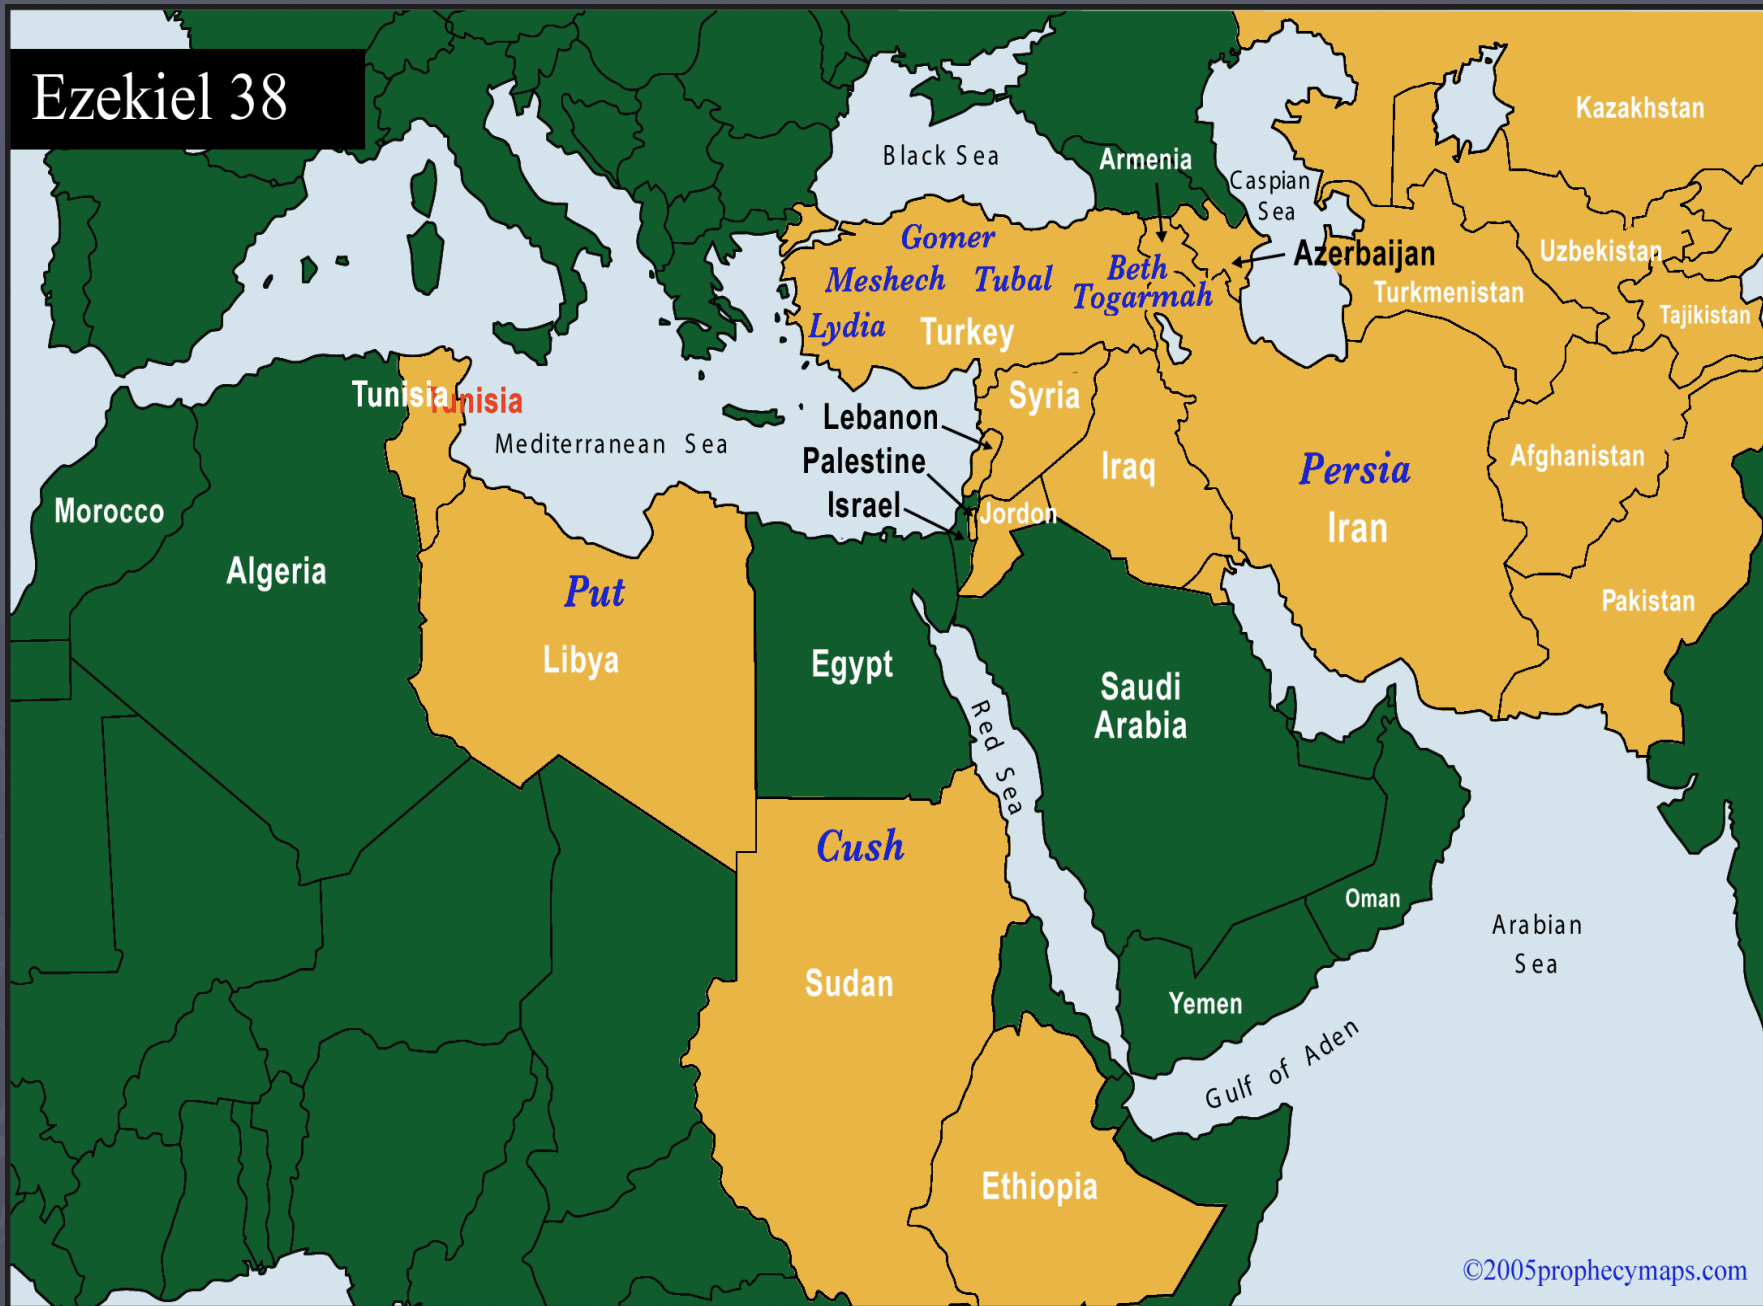 Ezekiel 38
Kazakhstan
Black Sea
Armenia
Caspian
Sea
Gomer
Azerbaijan
Uzbekistan
Meshech
Tubal
Beth
Togarmah
Turkmenistan
Tajikistan
Lydia
Turkey
Tunisia
Tunisia
Syria
Lebanon
Mediterranean Sea
Palestine
Iraq
Persia
Afghanistan
Israel
Jordon
Morocco
Iran
Algeria
Put
Pakistan
Libya
Egypt
Saudi
Arabia
Red Sea
Cush
Oman
Arabian
Sea
Sudan
Yemen
Gulf of Aden
Ethiopia
©2005prophecymaps.com